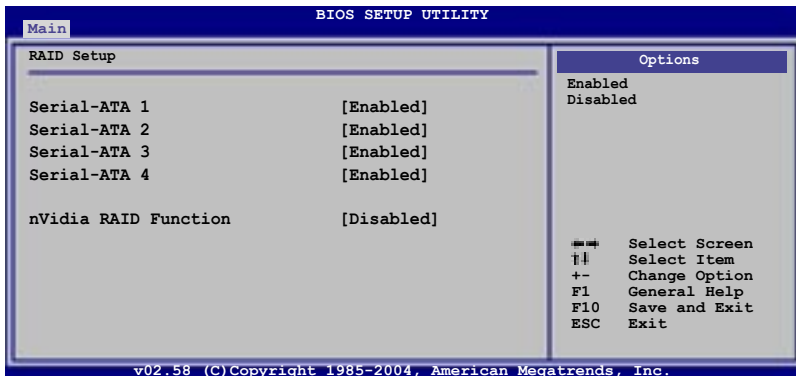 BIOS SETUP UTILITY
Main
RAID Setup
Serial-ATA 1 [Enabled]
Serial-ATA 2 [Enabled]
Serial-ATA 3 [Enabled]
Serial-ATA 4 [Enabled]
nVidia RAID Function [Disabled]
Options
Enabled
Disabled
Select Screen
Select Item
+- Change Option
F1 General Help
F10 Save and Exit
ESC Exit
v02.58 (C)Copyright 1985-2004, American Megatrends, Inc.